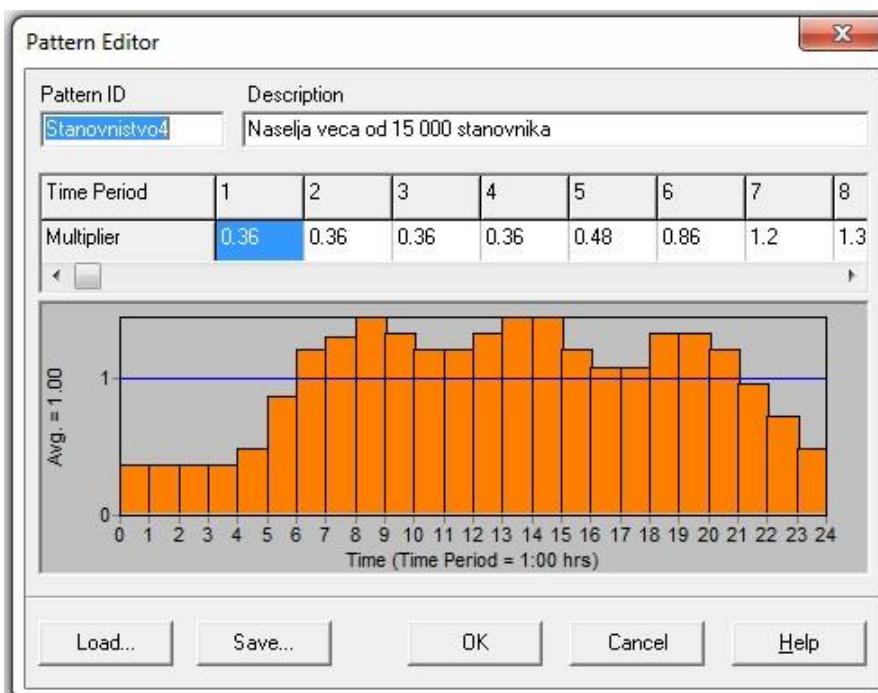 Pattern Editor
Pattern ID Description
Stanovnistvo4 Naselja veca od 15 000 stanovnika
Time Period 1 2 3 4 5 6 7 8
Multiplier 0.36 0.36 0.36 0.36 0.48 0.86 1.2 1.3
Avg. = 1.00
1
0
0 1 2 3 4 5 6 7 8 9 10 11 12 13 14 15 16 17 18 19 20 21 22 23 24
Time (Time Period = 1:00 hrs)
Load... Save... OK Cancel Help